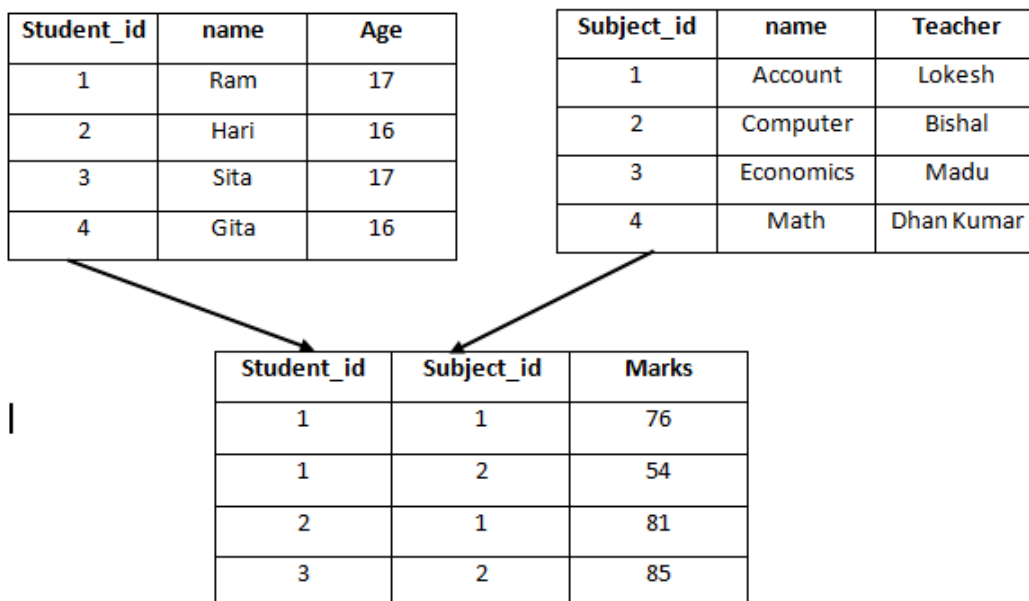 Student_id name Age
1 Ram 17
2 Hari 16
3 Sita 17
4 Gita 16
Subject_id name Teacher
1 Account Lokesh
2 Computer Bishal
3 Economics Madu
4 Math Dhan Kumar
Student_id Subject_id Marks
1 1 76
1 2 54
2 1 81
3 2 85